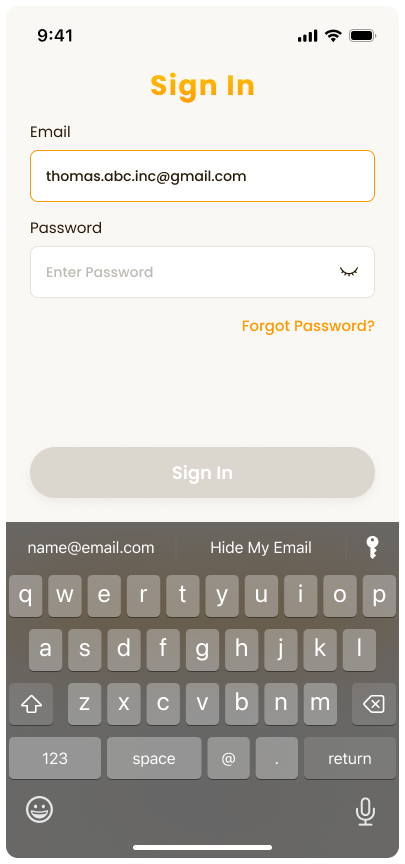 9:41
Sign In
Email
thomas.abc.inc@gmail.com
Password
Enter Password
Forgot Password?
Sign In
name@email.com Hide My Email
q w e r t y u i o p
a s d f g h j k l
z x c v b n m
123 space @ . return